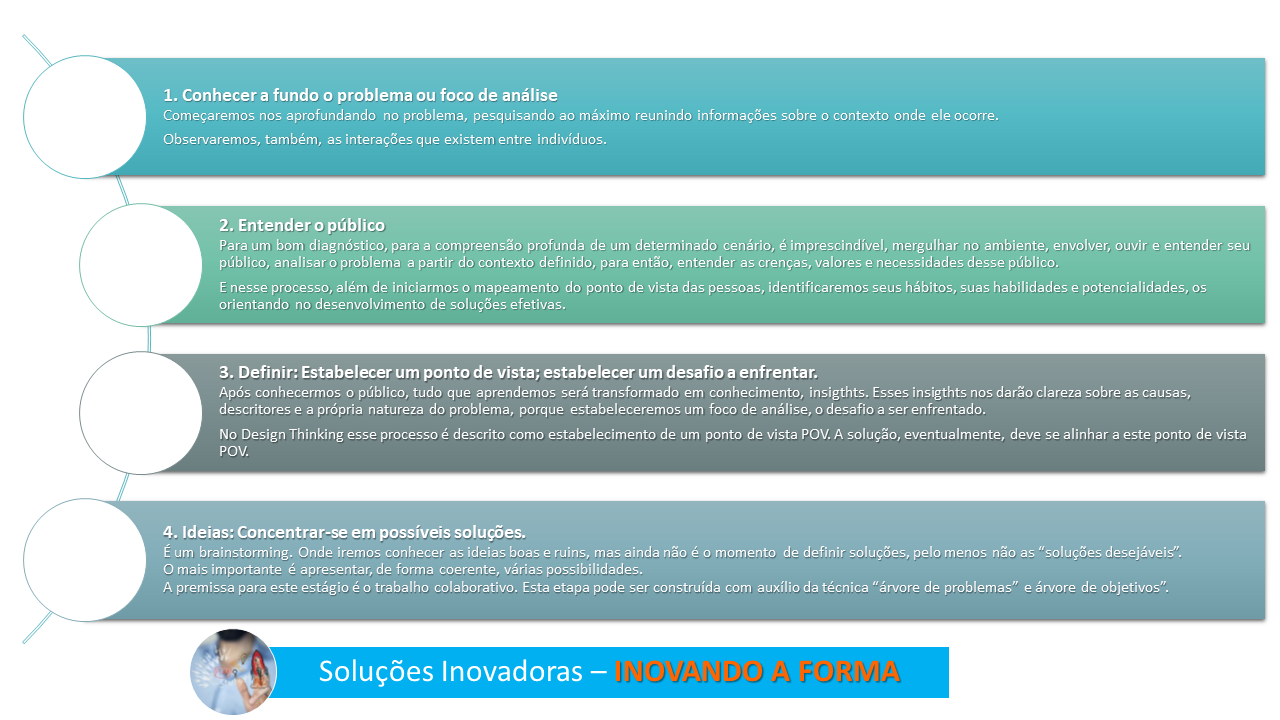 1. Conhecer a fundo o problema ou foco de análise
Começaremos nos aprofundando no problema, pesquisando ao máximo reunindo informações sobre o contexto onde ele ocorre.
Observaremos, também, as interações que existem entre indivíduos.
2. Entender o público
Para um bom diagnóstico, para a compreensão profunda de um determinado cenário, é imprescindível, mergulhar no ambiente, envolver, ouvir e entender seu
público, analisar o problema a partir do contexto definido, para então, entender as crenças, valores e necessidades desse público.
E nesse processo, além de iniciarmos o mapeamento do ponto de vista das pessoas, identificaremos seus hábitos, suas habilidades e potencialidades, os
orientando no desenvolvimento de soluções efetivas.
3. Definir: Estabelecer um ponto de vista; estabelecer um desafio a enfrentar.
Após conhecermos o público, tudo que aprendemos será transformado em conhecimento, insigthts. Esses insigthts nos darão clareza sobre as causas,
descritores e a própria natureza do problema, porque estabeleceremos um foco de análise, o desafio a ser enfrentado.
No Design Thinking esse processo é descrito como estabelecimento de um ponto de vista POV. A solução, eventualmente, deve se alinhar a este ponto de vista
POV.
4. Ideias: Concentrar-se em possíveis soluções.
É um brainstorming. Onde iremos conhecer as ideias boas e ruins, mas ainda não é o momento de definir soluções, pelo menos não as “soluções desejáveis”.
O mais importante é apresentar, de forma coerente, várias possibilidades.
A premissa para este estágio é o trabalho colaborativo. Esta etapa pode ser construída com auxílio da técnica “árvore de problemas” e árvore de objetivos”.
Soluções Inovadoras – INOVANDO A FORMA